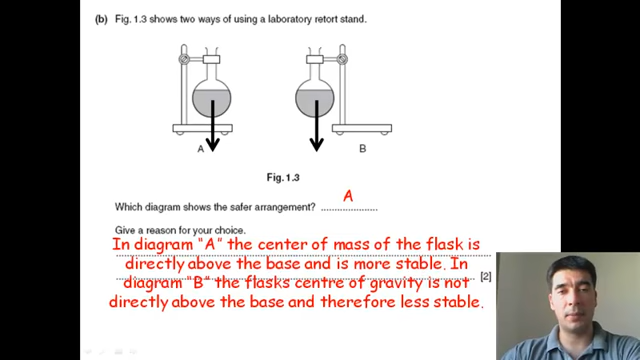 (b) Fig. 1.3 shows two ways of using a laboratory retort stand.
A
B
Fig. 1.3
Which diagram shows the safer arrangement? A
Give a reason for your choice.
In diagram "A" the center of mass of the flask is
directly above the base and is more stable. In
[2]
diagram "B" the flasks centre of gravity is not
directly above the base and therefore less stable.